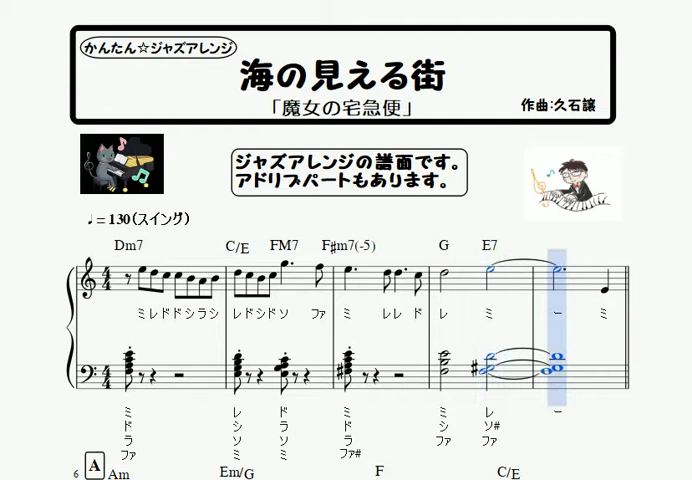 かんたん☆ジャズアレンジ
海の見える街
「魔女の宅急便」
作曲:久石譲
ジャズアレンジの譜面です。
アドリブパートもあります。
♩=130(スイング)
Dm7 C/E FM7 F#m7(-5) G E7
ミレドドシラシ レドシドソ ファ ミ レレド レ ミ ー ミ
ミ レ ド ミ ミ レ ー
ド シ ラ ド シ ソ#
ラ ソ ソ ラ ファ ファ
ファ ミ ミ ファ#
6 A Am Em/G F C/E